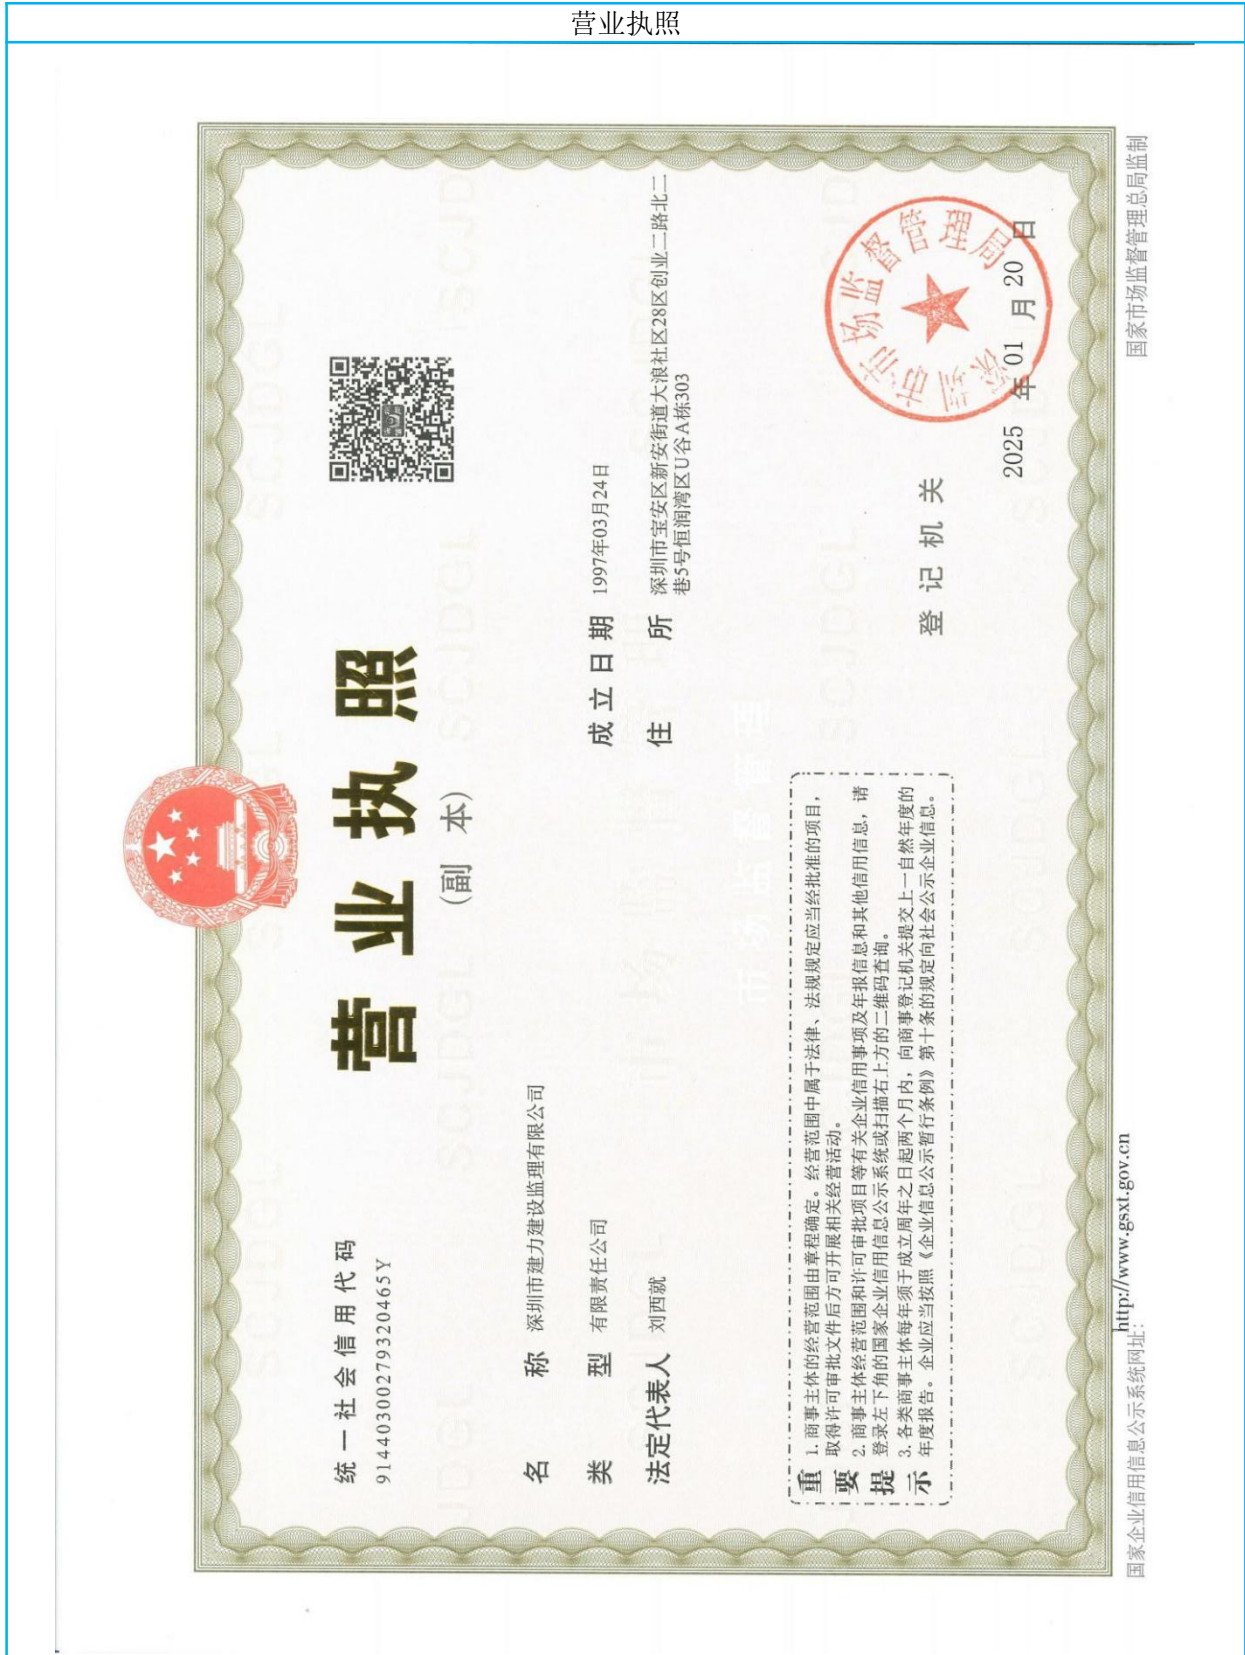 营业执照
统一社会信用代码
91440300279320465Y
营业执照
(副 本)
名 称 深圳市建力建设监理有限公司
类 型 有限责任公司
法定代表人 刘西就
成立日期 1997年03月24日
住 所 深圳市宝安区新安街道大浪社区28区创业二路北二
巷5号恒润湾区U谷A栋303
重要提示
1. 商事主体的经营范围由章程确定。经营范围中属于法律、法规规定应当经批准的项目，
取得许可审批文件后方可开展相关经营活动。
2. 商事主体经营范围和许可审批项目等有关企业信用事项及年报信息和其他信用信息，请
登录左下角的国家企业信用信息公示系统或扫描右上方的二维码查询。
3. 各类商事主体每年须于成立周年之日起两个月内，向商事登记机关提交上一自然年度的
年度报告。企业应当按照《企业信息公示暂行条例》第十条的规定向社会公示企业信息。
登记机关
深圳市市场监督管理局
2025 年 01 月 20 日
国家企业信用信息公示系统网址：http://www.gsxt.gov.cn
国家市场监督管理总局监制
SCJDGL
市场监督管理